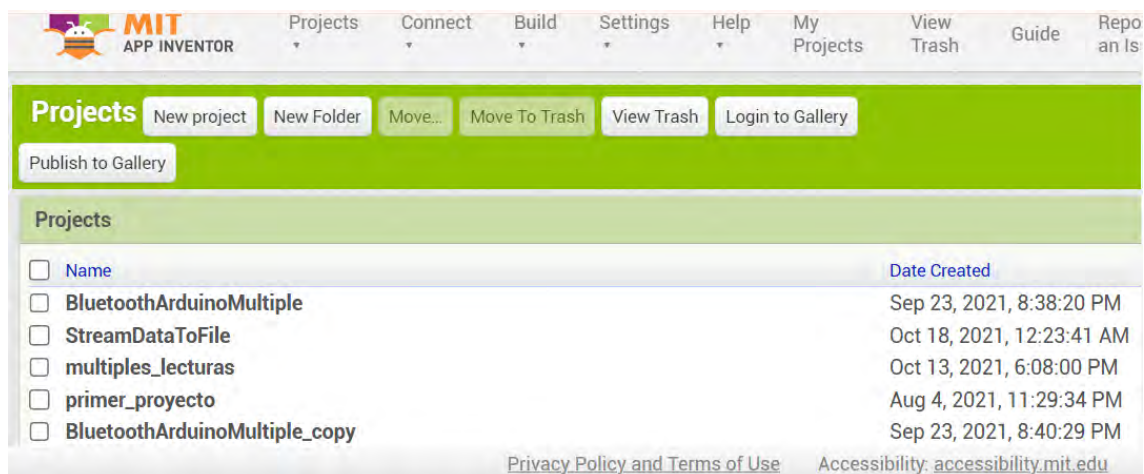 MIT
APP INVENTOR
Projects Connect Build Settings Help My Projects View Trash Guide Repo an Is
Projects New project New Folder Move... Move To Trash View Trash Login to Gallery
Publish to Gallery
Projects
Name Date Created
BluetoothArduinoMultiple Sep 23, 2021, 8:38:20 PM
StreamDataToFile Oct 18, 2021, 12:23:41 AM
multiples_lecturas Oct 13, 2021, 6:08:00 PM
primer_proyecto Aug 4, 2021, 11:29:34 PM
BluetoothArduinoMultiple_copy Sep 23, 2021, 8:40:29 PM
Privacy Policy and Terms of Use Accessibility: accessibility.mit.edu